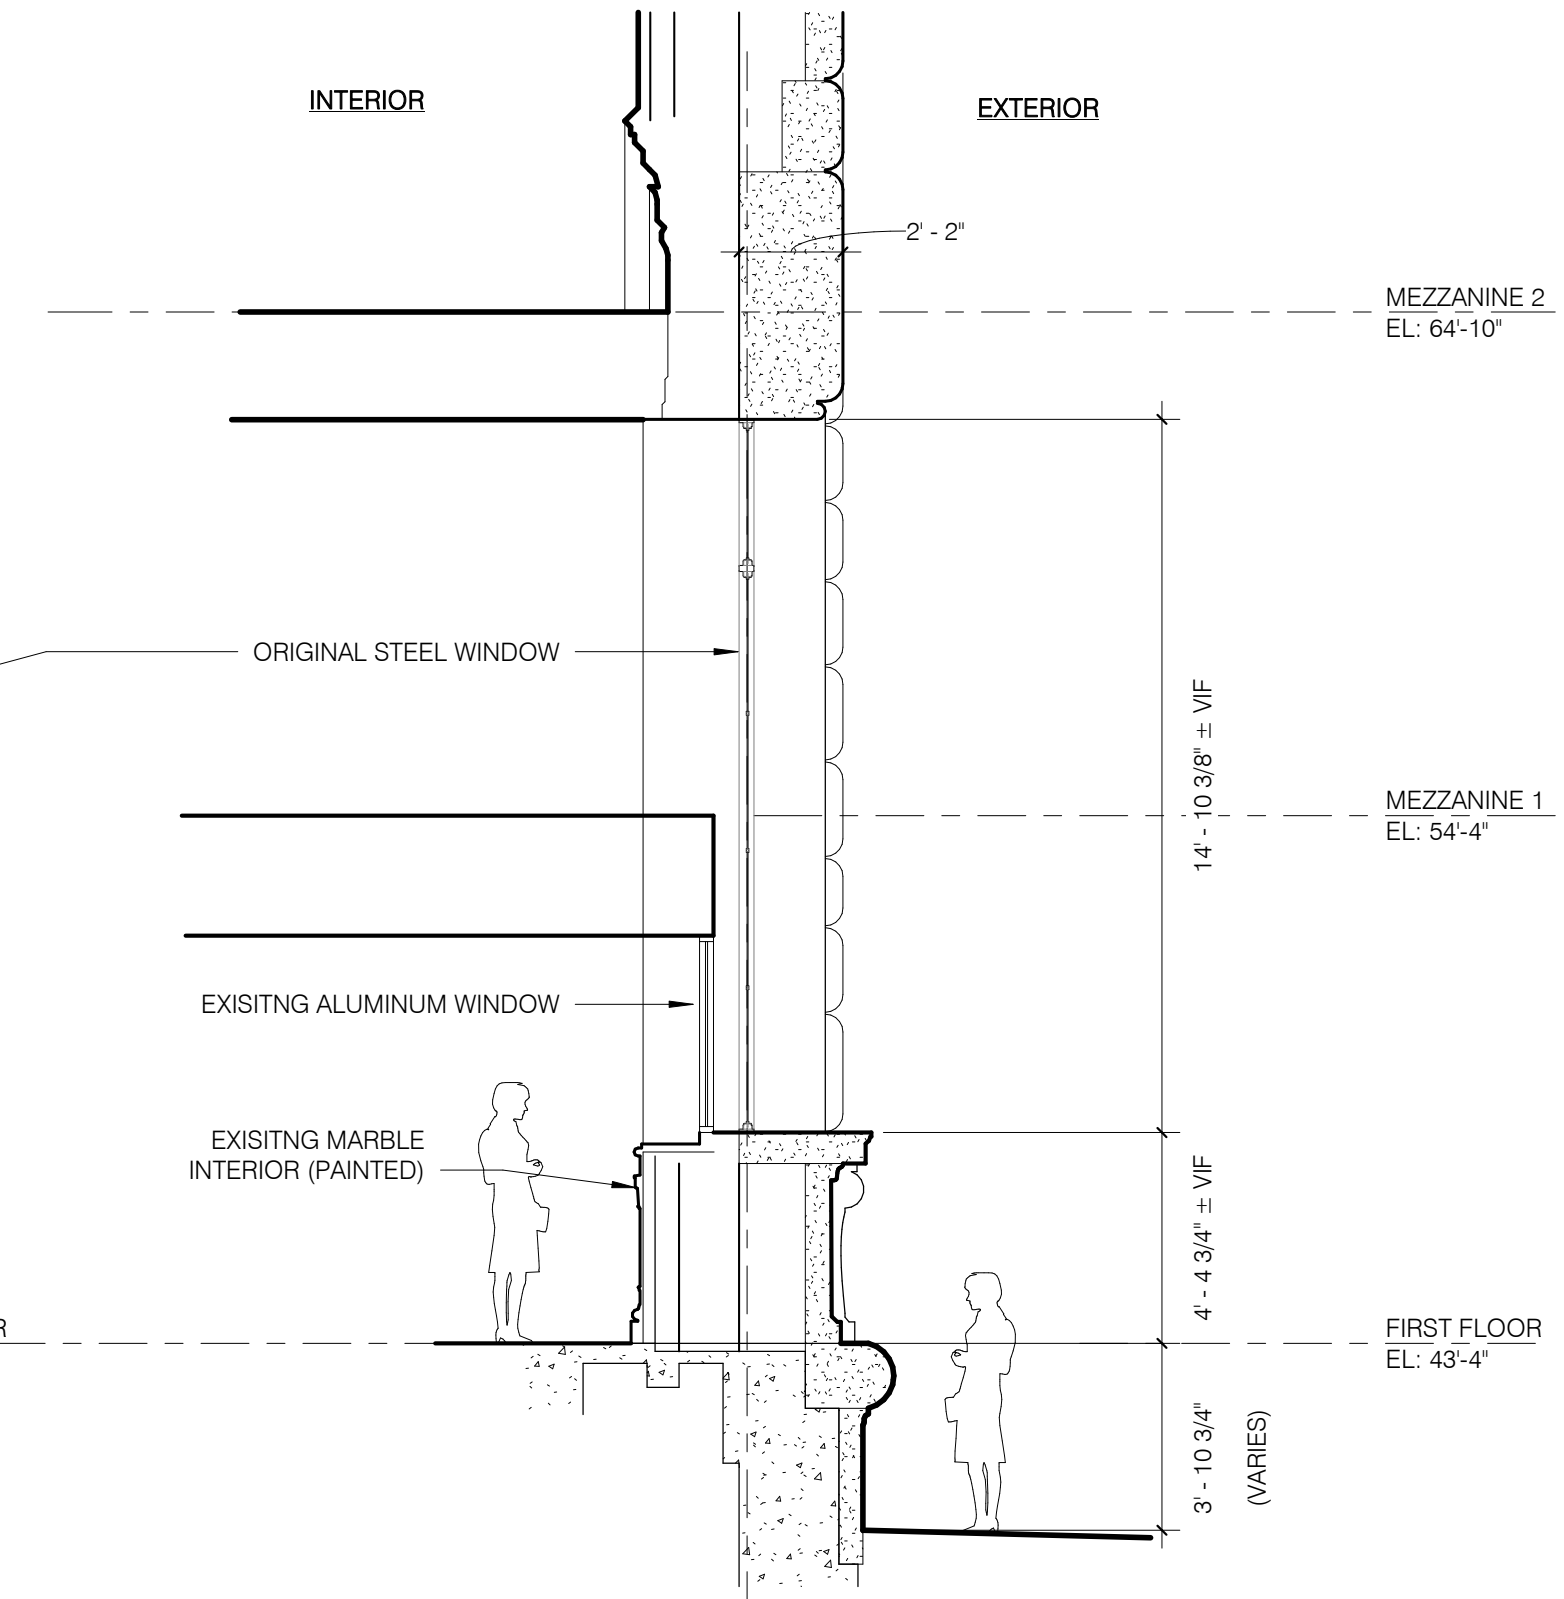 INTERIOR
EXTERIOR
2' - 2"
MEZZANINE 2
EL: 64'-10"
ORIGINAL STEEL WINDOW
14' - 10 3/8" ± VIF
MEZZANINE 1
EL: 54'-4"
EXISITNG ALUMINUM WINDOW
EXISITNG MARBLE
INTERIOR (PAINTED)
4' - 4 3/4" ± VIF
R
FIRST FLOOR
EL: 43'-4"
3' - 10 3/4"
(VARIES)